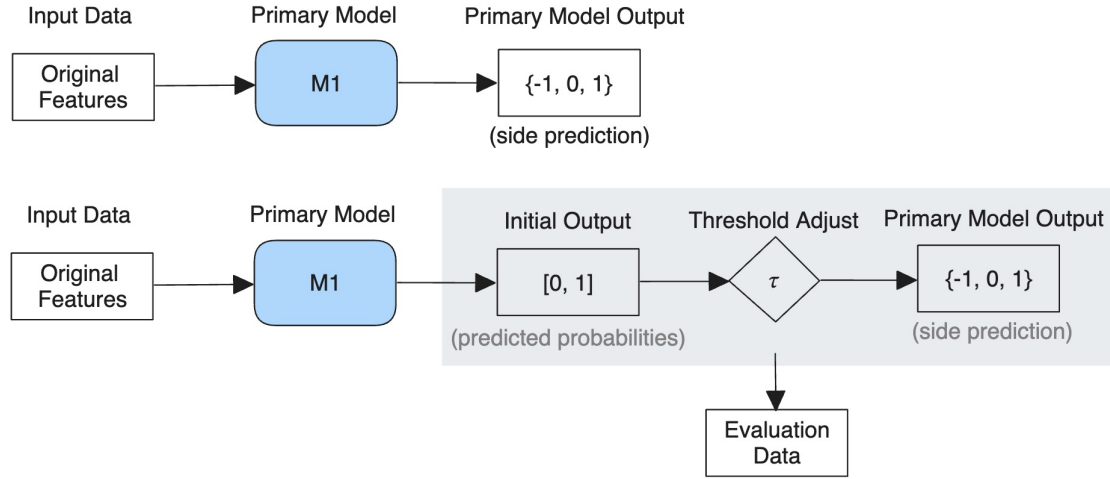 Input Data
Primary Model
Primary Model Output
Original
Features
M1
{-1, 0, 1}
(side prediction)
Input Data
Primary Model
Initial Output
Threshold Adjust
Primary Model Output
Original
Features
M1
[0, 1]
τ
{-1, 0, 1}
(predicted probabilities)
(side prediction)
Evaluation
Data